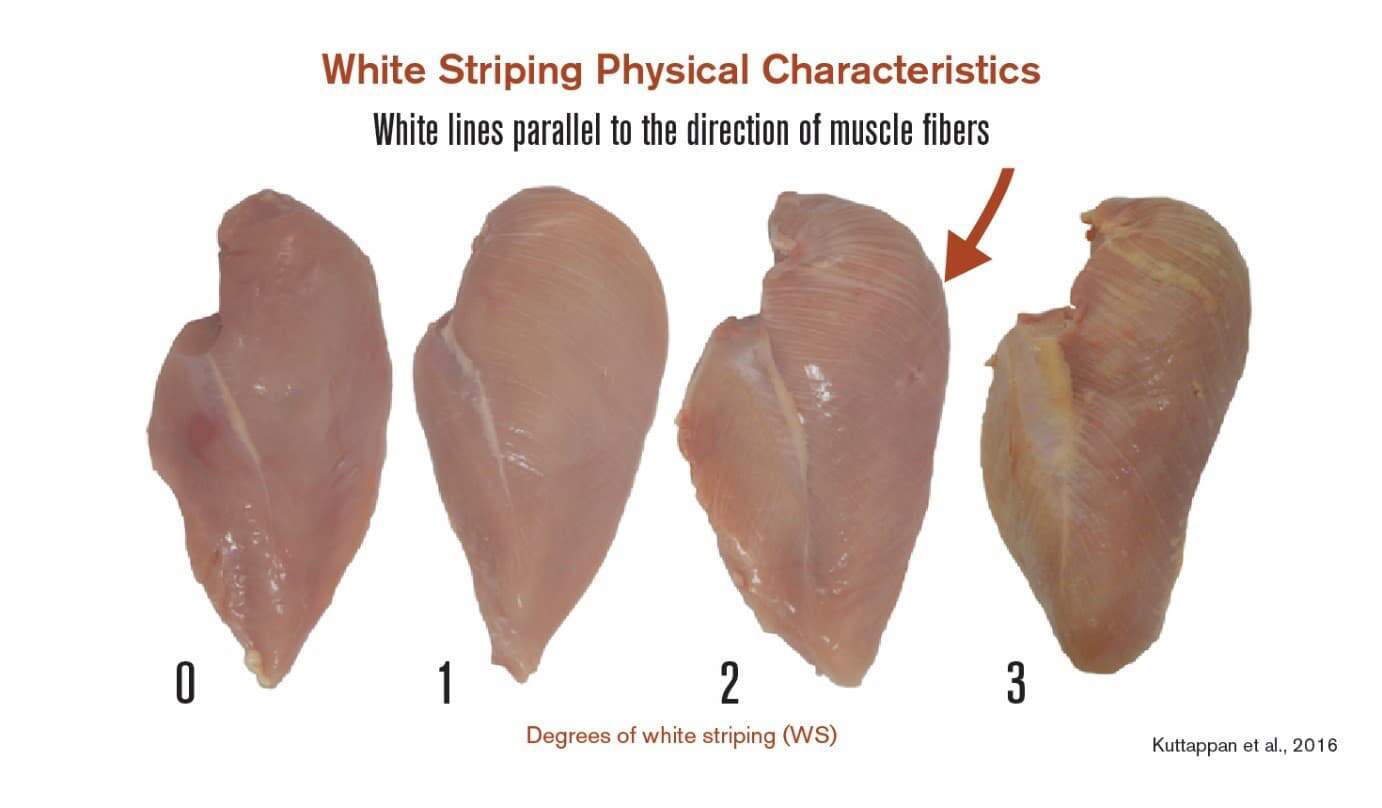 White Striping Physical Characteristics
White lines parallel to the direction of muscle fibers
0
1
2
3
Degrees of white striping (WS)
Kuttappan et al., 2016